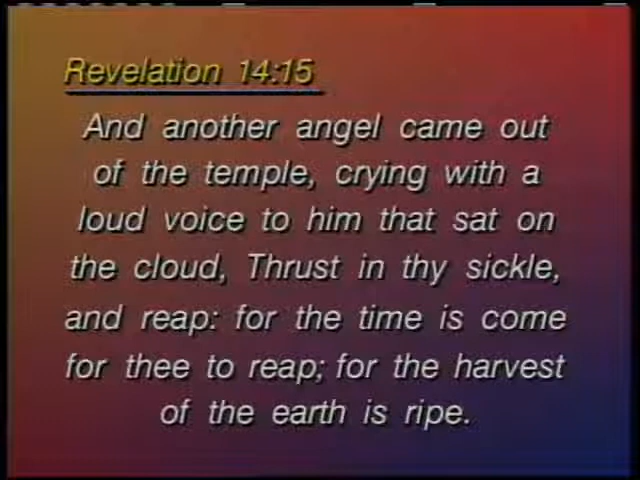 Revelation 14:15
And another angel came out
of the temple, crying with a
loud voice to him that sat on
the cloud, Thrust in thy sickle,
and reap: for the time is come
for thee to reap; for the harvest
of the earth is ripe.